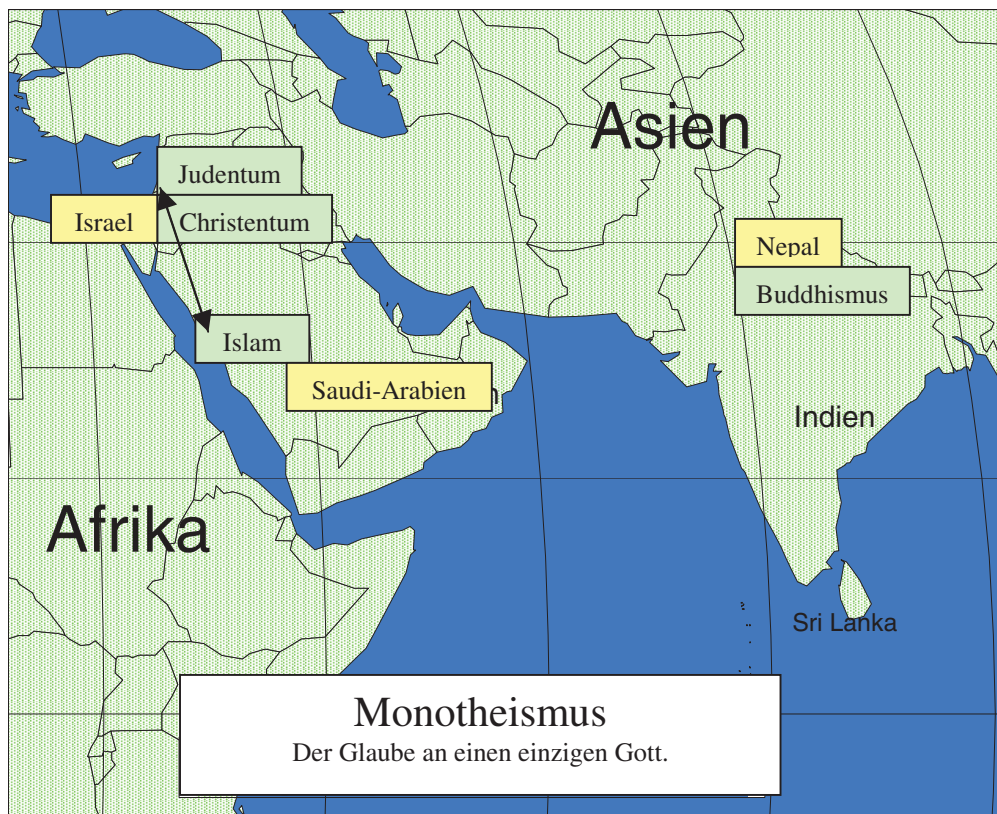 Asien
Judentum
Israel
Christentum
Nepal
Buddhismus
Islam
Saudi-Arabien
Indien
Afrika
Sri Lanka
Monotheismus
Der Glaube an einen einzigen Gott.